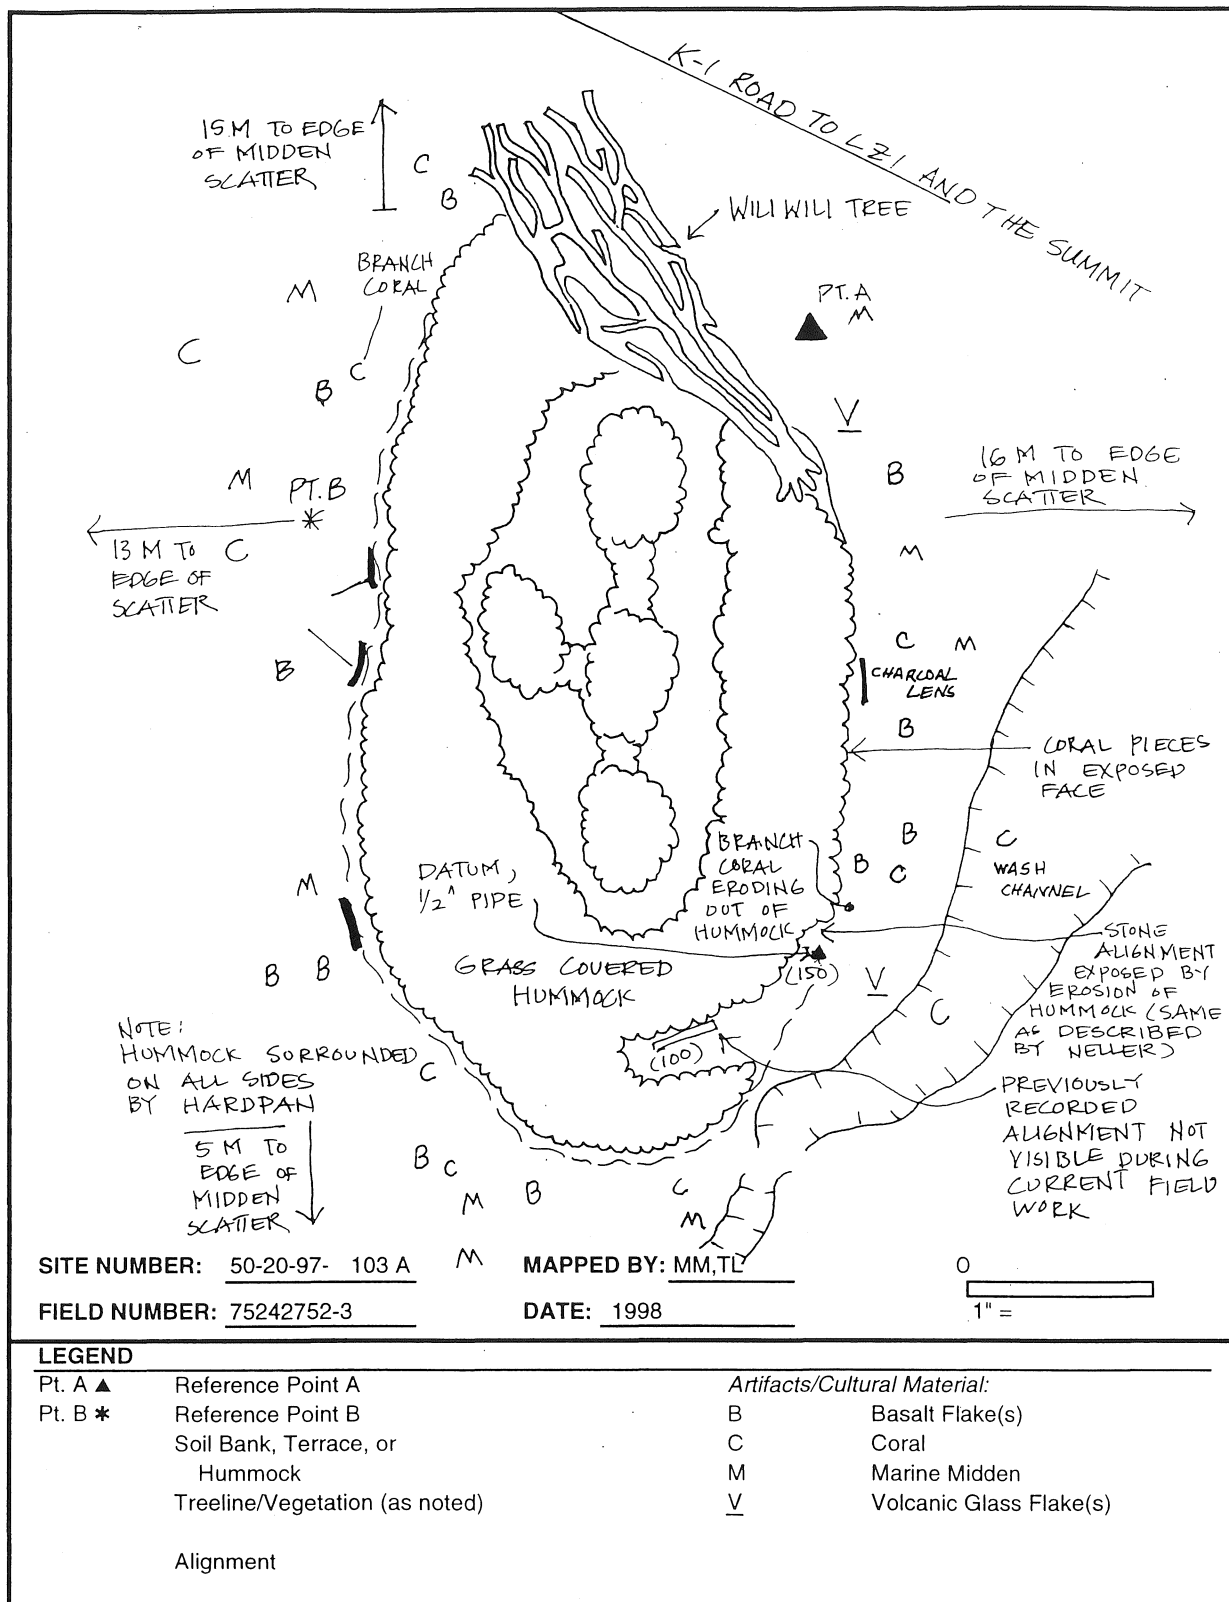 K-1 ROAD TO LZ1 AND THE SUMMIT
15 M TO EDGE
OF MIDDEN
SCATTER
C
B
WILI WILI TREE
BRANCH
CORAL
M
PT. A
M
C
C
B
V
M
PT. B
B
16 M TO EDGE
OF MIDDEN
SCATTER
13 M TO
EDGE OF
SCATTER
C
M
C
M
B
CHARCOAL
LENS
B
CORAL PIECES
IN EXPOSED
FACE
B
C
BRANCH
CORAL
ERODING
OUT OF
HUMMOCK
B
C
WASH
CHANNEL
DATUM,
1/2" PIPE
M
STONE
ALIGNMENT
EXPOSED BY
EROSION OF
HUMMOCK (SAME
AS DESCRIBED
BY NELLER)
B
B
GRASS COVERED
HUMMOCK
(150)
V
C
NOTE:
HUMMOCK SURROUNDED
ON ALL SIDES
BY HARDPAN
(100)
C
PREVIOUSLY
RECORDED
ALIGNMENT NOT
VISIBLE DURING
CURRENT FIELD
WORK
5 M TO
EDGE OF
MIDDEN
SCATTER
B
C
M
B
C
M
M
SITE NUMBER: 50-20-97- 103 A
MAPPED BY: MM,TL
0
FIELD NUMBER: 75242752-3
DATE: 1998
1" =
LEGEND
Pt. A ▲ Reference Point A
Pt. B * Reference Point B
Soil Bank, Terrace, or
Hummock
Treeline/Vegetation (as noted)
Alignment
Artifacts/Cultural Material:
B Basalt Flake(s)
C Coral
M Marine Midden
V Volcanic Glass Flake(s)